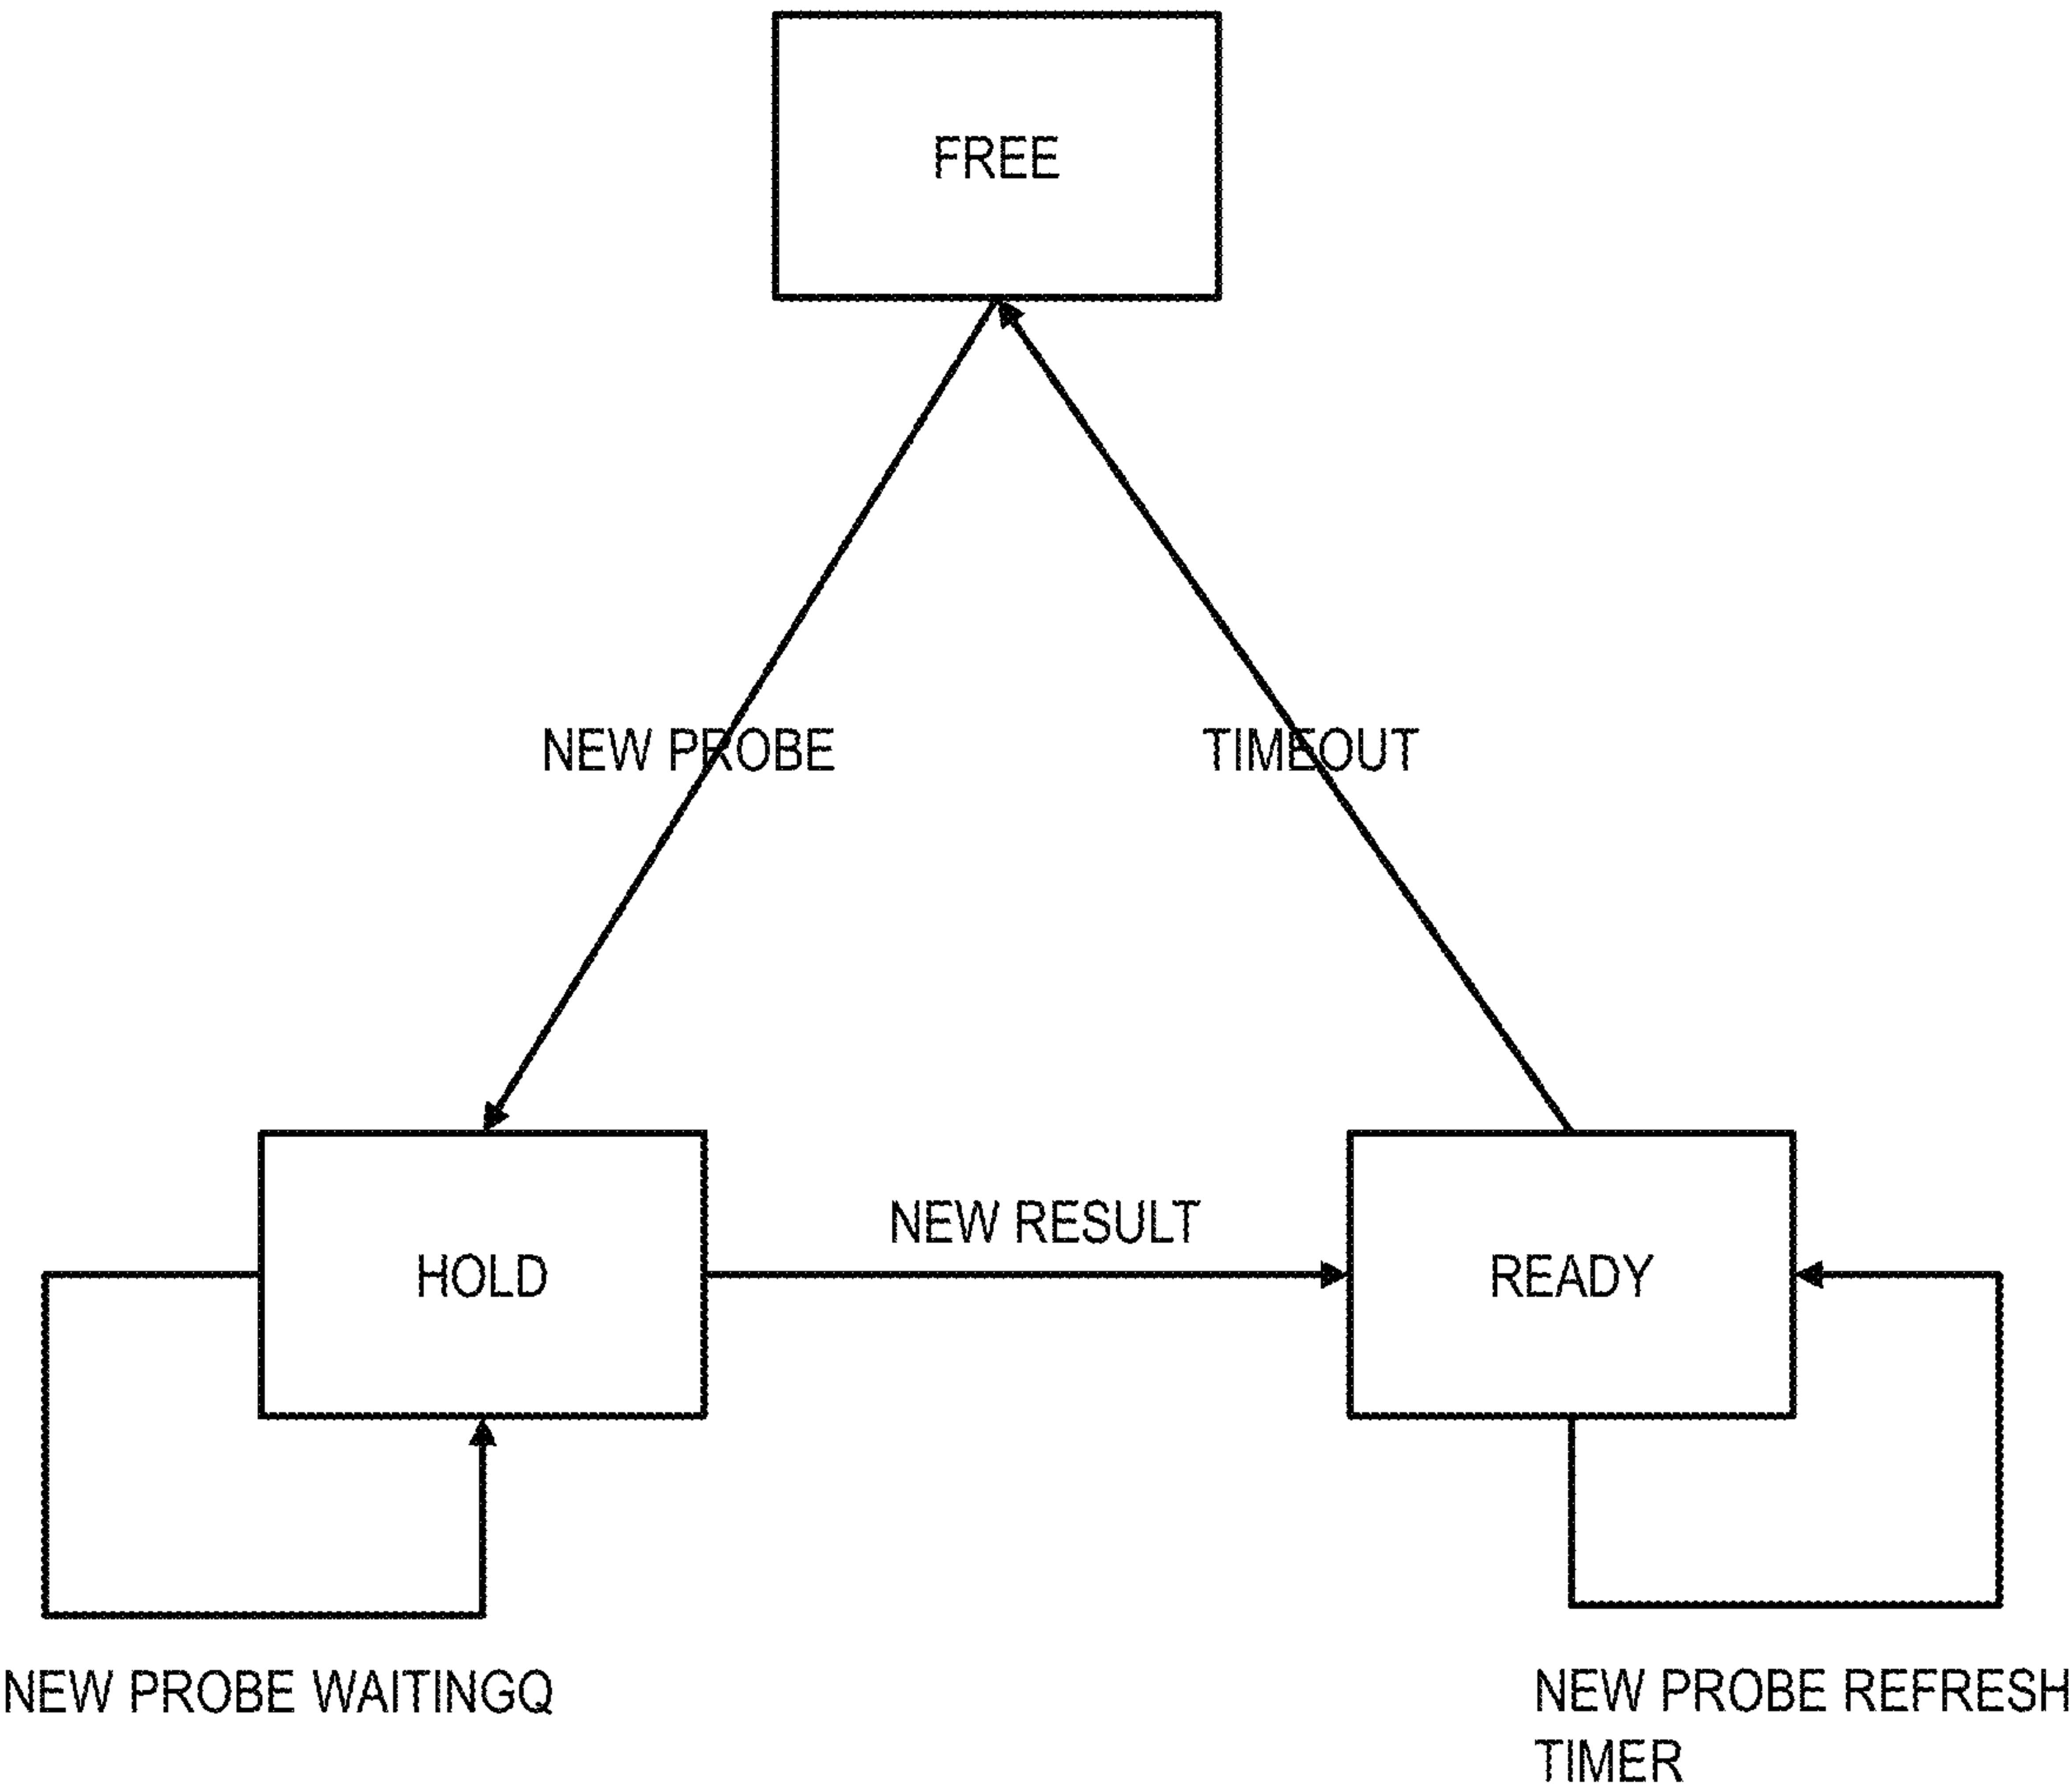 FREE
NEW PROBE
TIMEOUT
NEW RESULT
HOLD
READY
NEW PROBE WAITINGQ
NEW PROBE REFRESH
TIMER